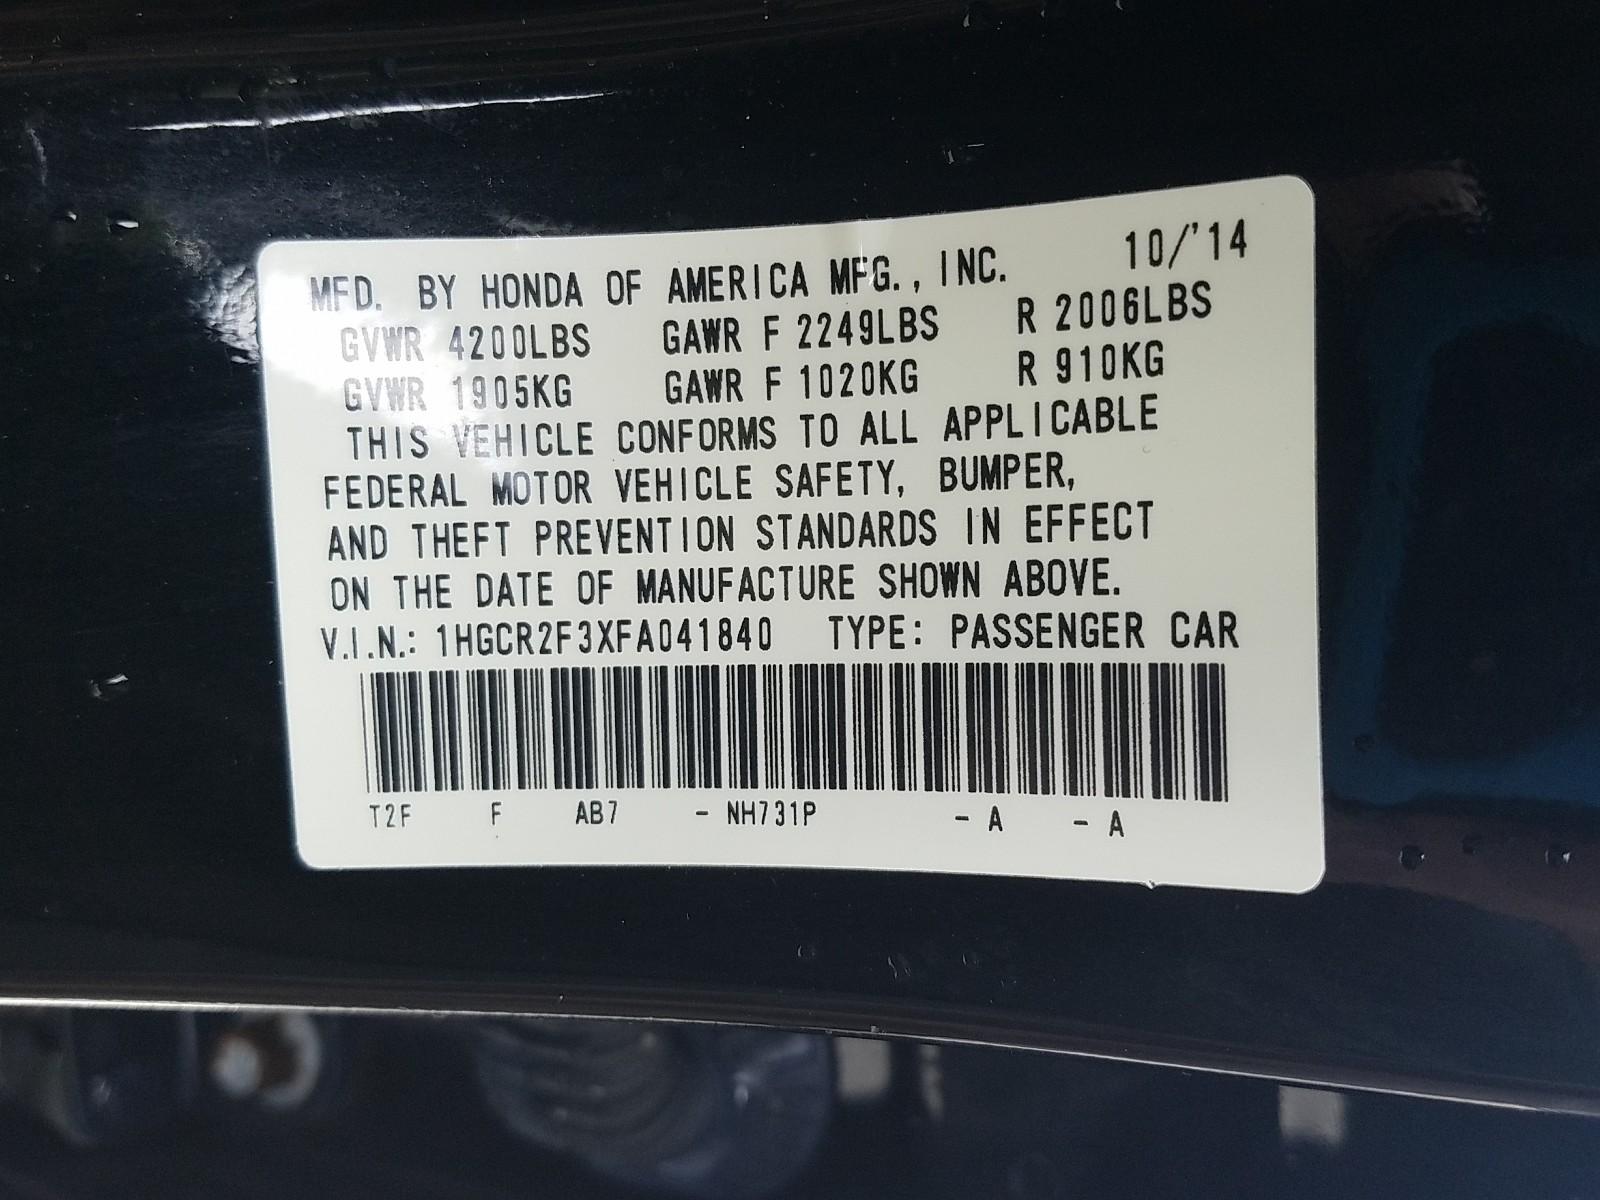 MFD. BY HONDA OF AMERICA MFG., INC. 10/'14
GVWR 4200LBS GAWR F 2249LBS R 2006LBS
GVWR 1905KG GAWR F 1020KG R 910KG
THIS VEHICLE CONFORMS TO ALL APPLICABLE
FEDERAL MOTOR VEHICLE SAFETY, BUMPER,
AND THEFT PREVENTION STANDARDS IN EFFECT
ON THE DATE OF MANUFACTURE SHOWN ABOVE.
V.I.N.: 1HGCR2F3XFA041840 TYPE: PASSENGER CAR
T2F F AB7 - NH731P - A - A